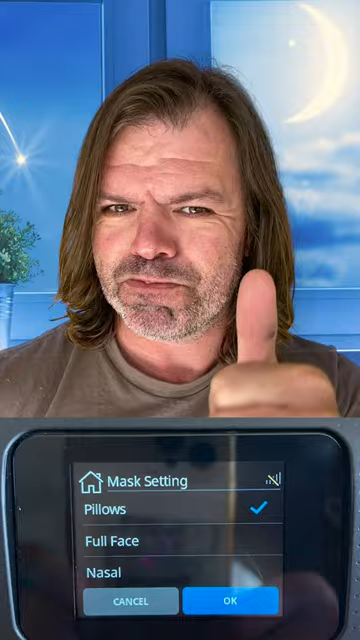 Mask Setting
Pillows
Full Face
Nasal
CANCEL
OK